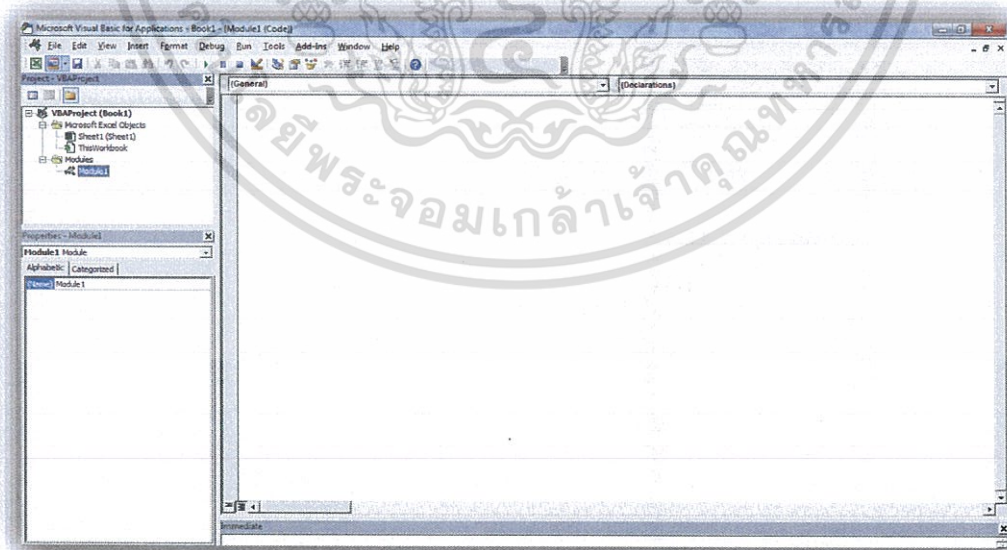 Microsoft Visual Basic for Applications - Book1 - [Module1 (Code)]
File Edit View Insert Format Debug Run Tools Add-Ins Window Help
Project - VBAProject
(General)
(Declarations)
VBAProject (Book1)
Microsoft Excel Objects
Sheet1 (Sheet1)
ThisWorkbook
Modules
Module1
Properties - Module1
Module1 Module
Alphabetic Categorized
(Name) Module1
Immediate
พระจอมเกล้าเจ้าคุณทหาร